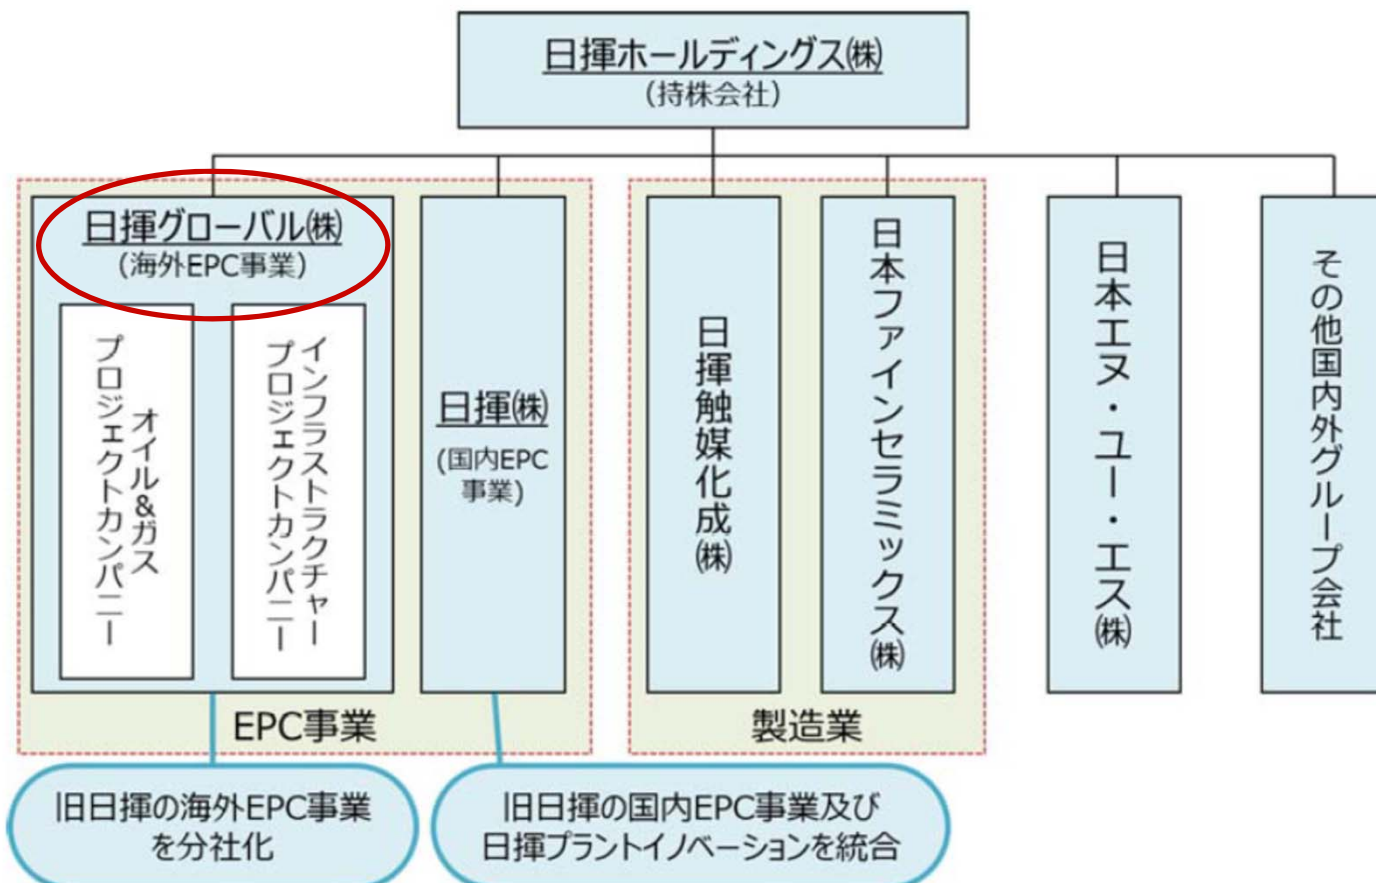 日揮ホールディングス㈱
（持株会社）
日揮グローバル㈱
（海外EPC事業）
オイル&ガス
プロジェクトカンパニー
インフラストラクチャー
プロジェクトカンパニー
日揮㈱
(国内EPC
事業)
EPC事業
日揮触媒化成㈱
日本ファインセラミックス㈱
製造業
日本エヌ・ユー・エス㈱
その他国内外グループ会社
旧日揮の海外EPC事業
を分社化
旧日揮の国内EPC事業及び
日揮プラントイノベーションを統合